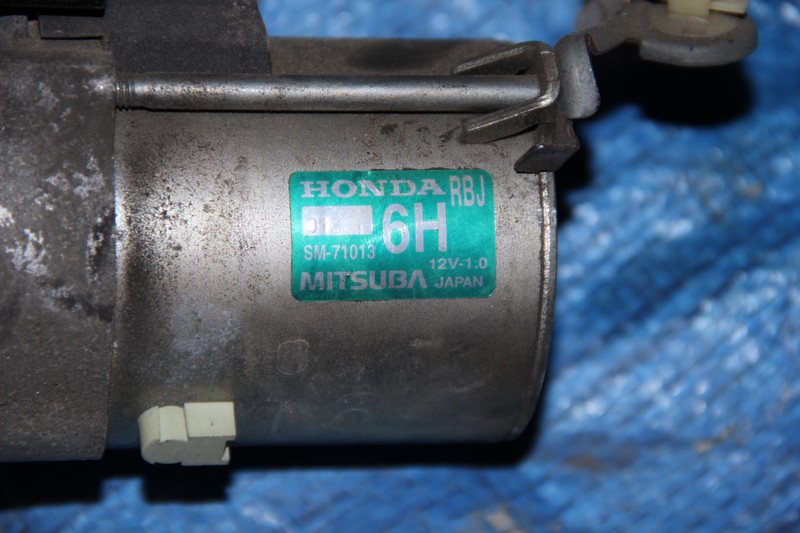 HONDA RBJ
6H
SM-71013
12V-1.0
MITSUBA JAPAN